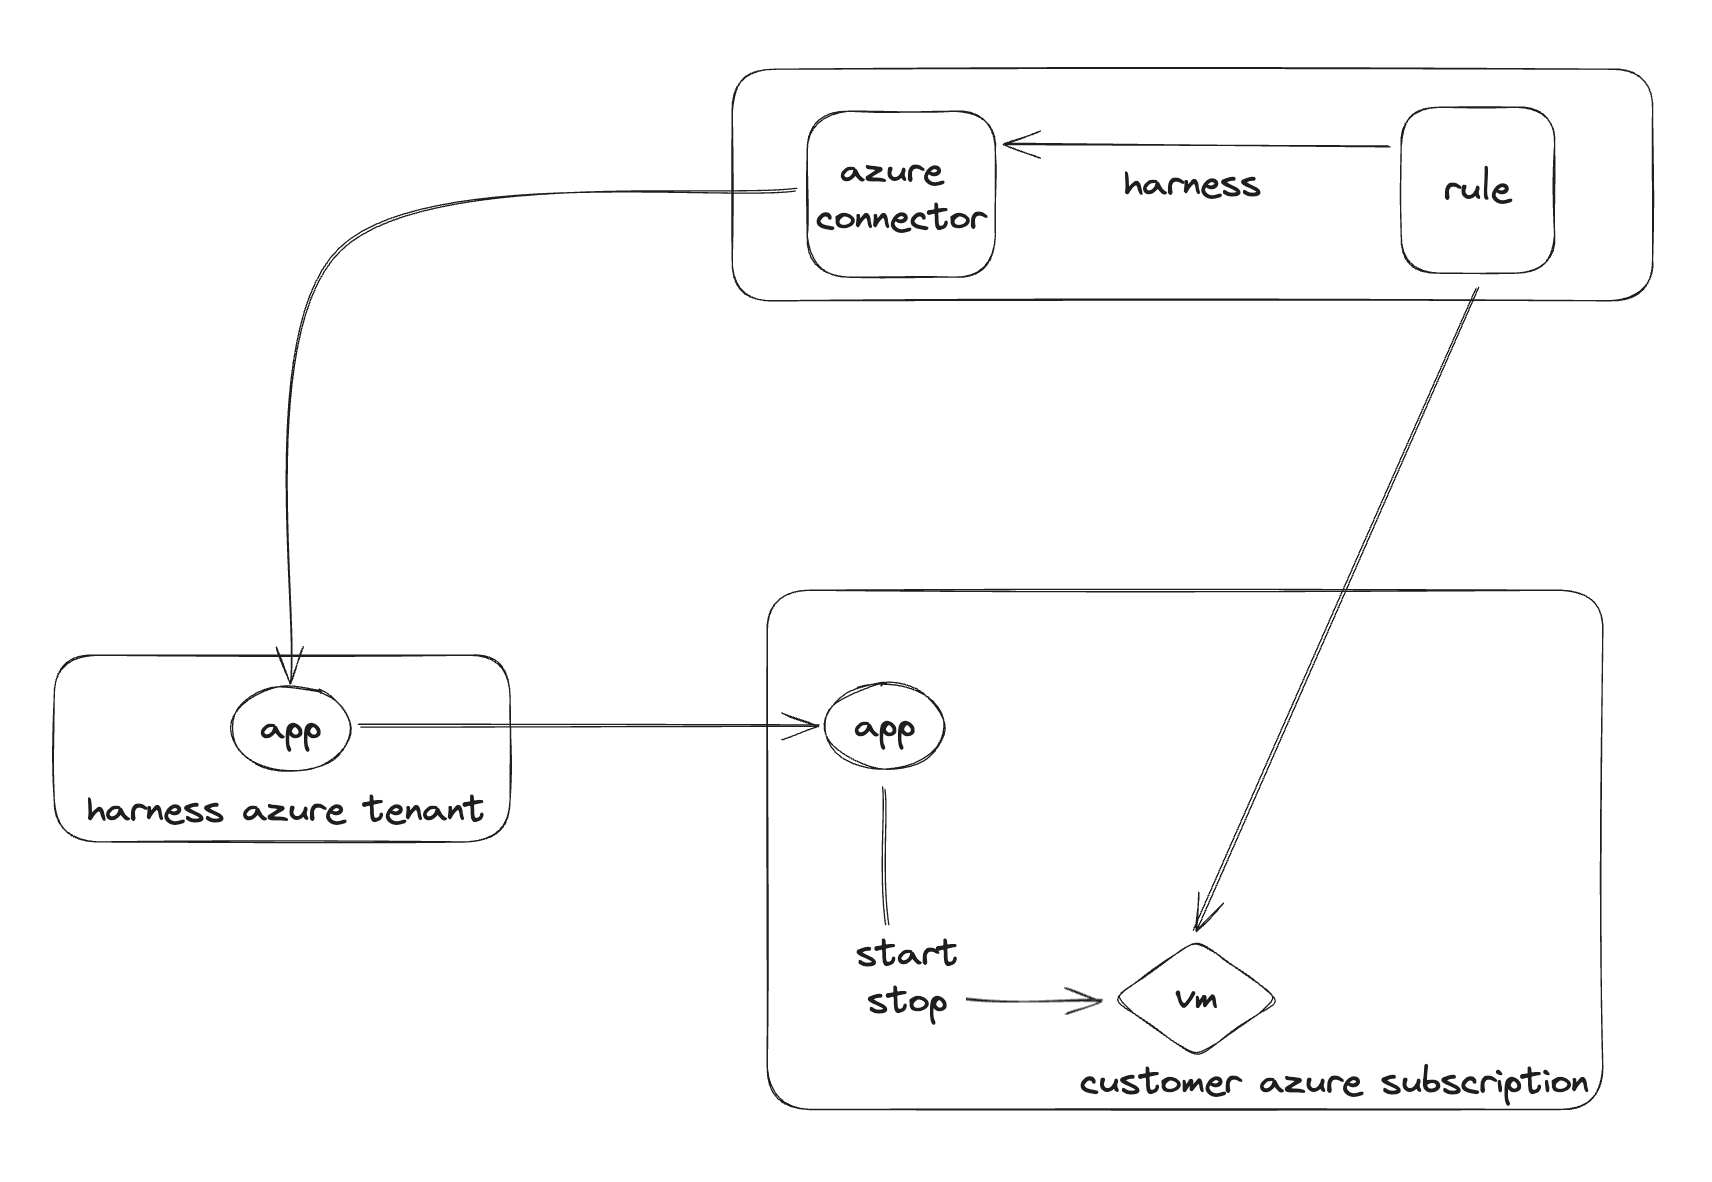 azure
connector
harness
rule
app
harness azure tenant
app
start
stop
vm
customer azure subscription